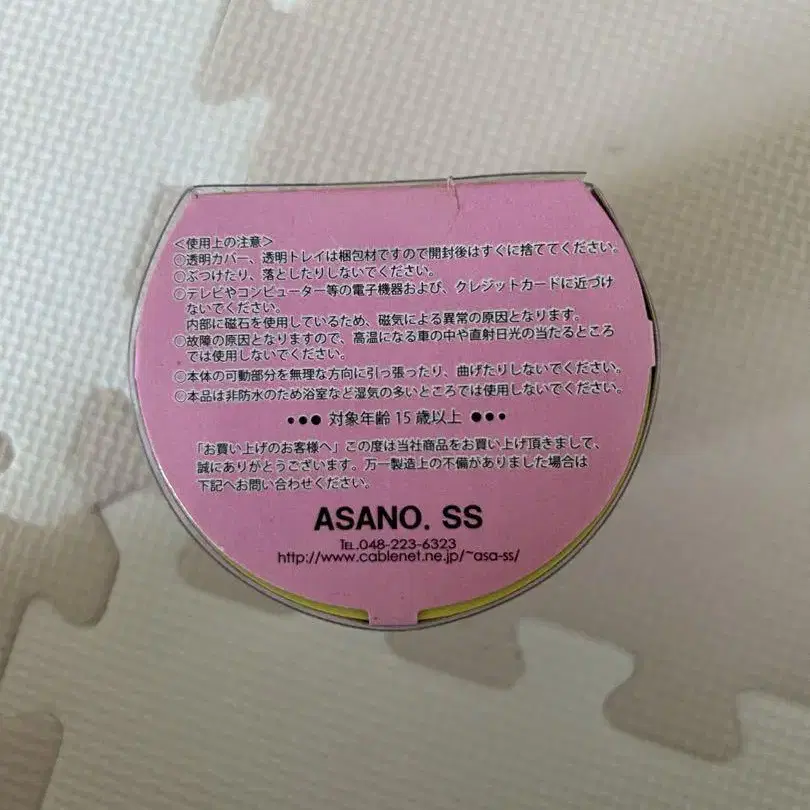 ＜使用上の注意＞
○透明カバー、透明トレイは梱包材ですので開封後はすぐに捨ててください。
○ぶつけたり、落としたりしないでください。
○テレビやコンピューター等の電子機器および、クレジットカードに近づけ
ないでください。
内部に磁石を使用しているため、磁気による異常の原因となります。
○故障の原因となりますので、高温になる車の中や直射日光の当たるところ
では使用しないでください。
○本体の可動部分を無理な方向に引っ張ったり、曲げたりしないでください。
○本品は非防水のため浴室など湿気の多いところでは使用しないでください。
●●● 対象年齢15歳以上 ●●●
「お買い上げのお客様へ」この度は当社商品をお買い上げ頂きまして、
誠にありがとうございます。万一製造上の不備がありました場合は
下記へお問い合わせください。
ASANO. SS
TEL.048-223-6323
http://www.cablenet.ne.jp/~asa-ss/